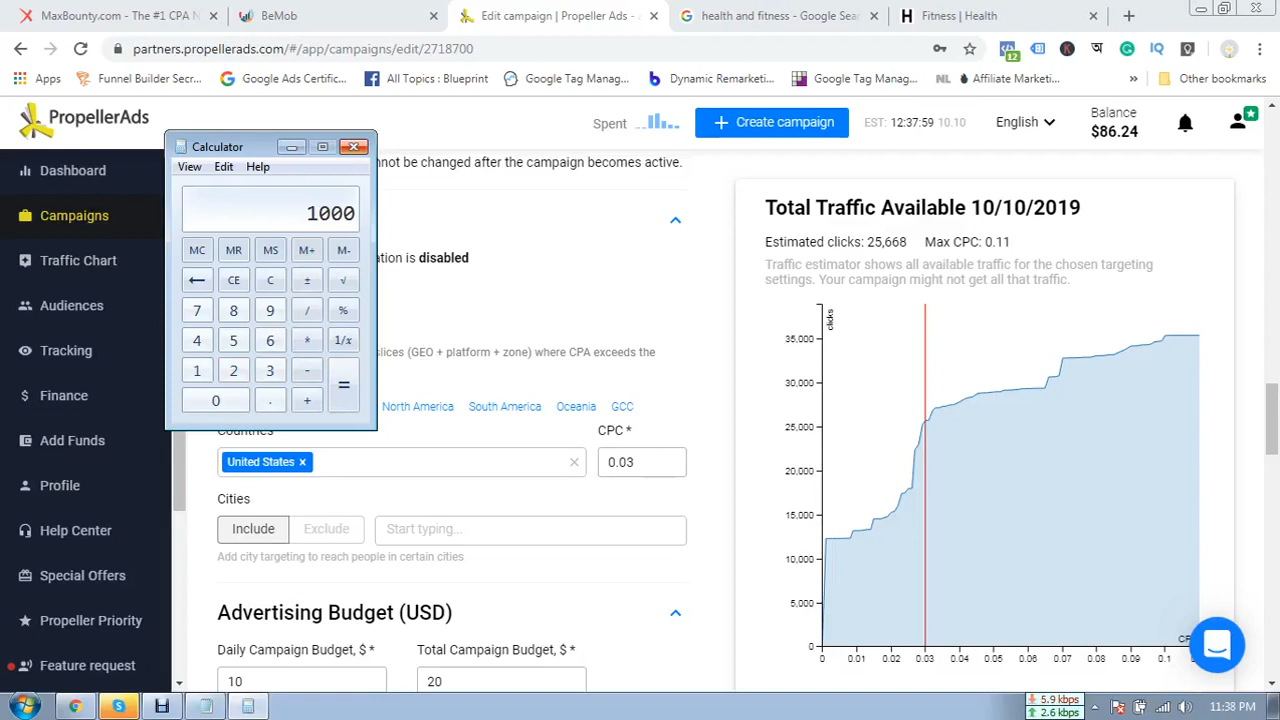 MaxBounty.com - The #1 CPA N
BeMob
Edit campaign | Propeller Ads -
health and fitness - Google Sea
Fitness | Health
partners.propellerads.com/#/app/campaigns/edit/2718700
12
Apps
Funnel Builder Secr...
Google Ads Certific...
All Topics : Blueprint
Google Tag Manag...
Dynamic Remarketi...
Google Tag Manag...
NL
Affiliate Marketi...
»
Other bookmarks
PropellerAds
Spent
Create campaign
EST: 12:37:59 10.10
English
Balance
$86.24
Dashboard
Campaigns
Traffic Chart
Audiences
Tracking
Finance
Add Funds
Profile
Help Center
Special Offers
Propeller Priority
Feature request
Calculator
View Edit Help
1000
MC MR MS M+ M-
← CE C ± √
7 8 9 / %
4 5 6 * 1/x
1 2 3 - =
0 . +
nnot be changed after the campaign becomes active.
ation is disabled
slices (GEO + platform + zone) where CPA exceeds the
North America South America Oceania GCC
Countries
CPC *
United States ×
0.03
Cities
Include Exclude Start typing...
Add city targeting to reach people in certain cities
Advertising Budget (USD)
Daily Campaign Budget, $ * Total Campaign Budget, $ *
10 20
Total Traffic Available 10/10/2019
Estimated clicks: 25,668 Max CPC: 0.11
Traffic estimator shows all available traffic for the chosen targeting
settings. Your campaign might not get all that traffic.
clicks
35,000
30,000
25,000
20,000
15,000
10,000
5,000
0
CP
0 0.01 0.02 0.03 0.04 0.05 0.06 0.07 0.08 0.09 0.1
5.9 kbps
2.6 kbps
11:38 PM